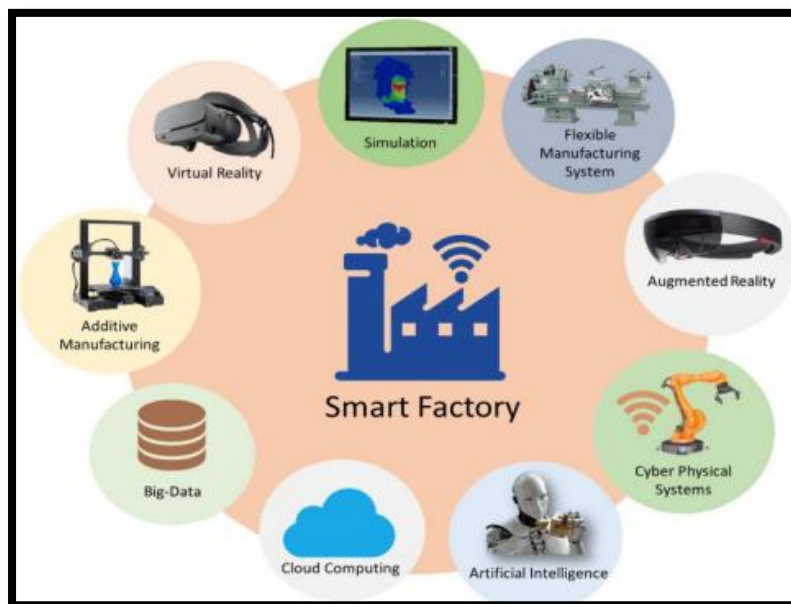 Simulation
Flexible
Manufacturing
System
Virtual Reality
Augmented Reality
Additive
Manufacturing
Smart Factory
Big-Data
Cyber Physical
Systems
Cloud Computing
Artificial Intelligence